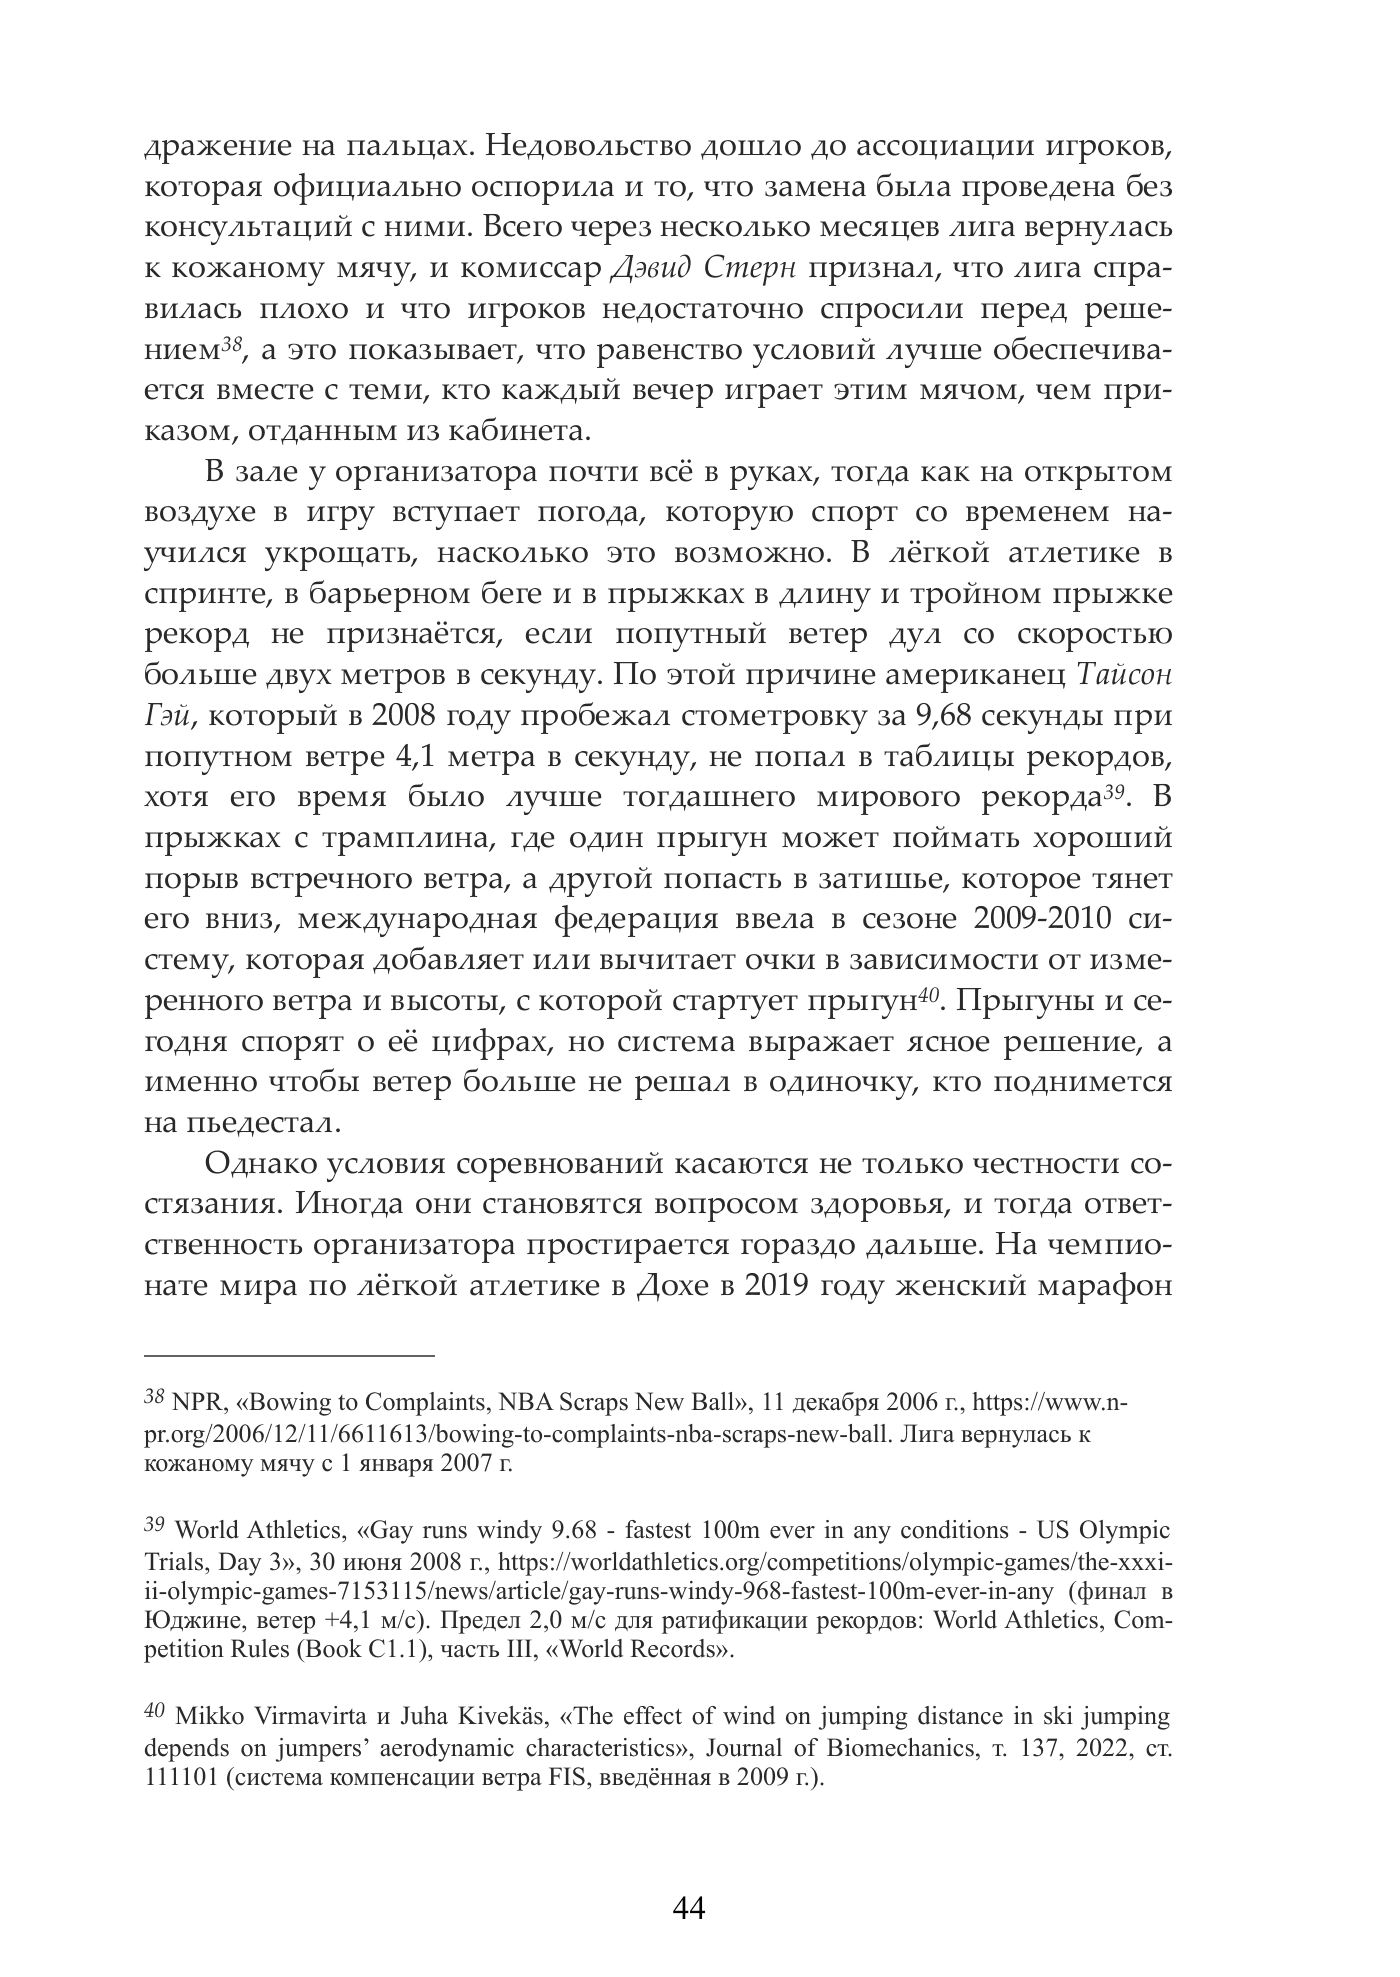 дражение на пальцах. Недовольство дошло до ассоциации игроков,
которая официально оспорила и то, что замена была проведена без
консультаций с ними. Всего через несколько месяцев лига вернулась
к кожаному мячу, и комиссар Дэвид Стерн признал, что лига спра-
вилась плохо и что игроков недостаточно спросили перед реше-
нием38, а это показывает, что равенство условий лучше обеспечива-
ется вместе с теми, кто каждый вечер играет этим мячом, чем при-
казом, отданным из кабинета.
В зале у организатора почти всё в руках, тогда как на открытом
воздухе в игру вступает погода, которую спорт со временем на-
учился укрощать, насколько это возможно. В лёгкой атлетике в
спринте, в барьерном беге и в прыжках в длину и тройном прыжке
рекорд не признаётся, если попутный ветер дул со скоростью
больше двух метров в секунду. По этой причине американец Тайсон
Гэй, который в 2008 году пробежал стометровку за 9,68 секунды при
попутном ветре 4,1 метра в секунду, не попал в таблицы рекордов,
хотя его время было лучше тогдашнего мирового рекорда39. В
прыжках с трамплина, где один прыгун может поймать хороший
порыв встречного ветра, а другой попасть в затишье, которое тянет
его вниз, международная федерация ввела в сезоне 2009-2010 си-
стему, которая добавляет или вычитает очки в зависимости от изме-
ренного ветра и высоты, с которой стартует прыгун40. Прыгуны и се-
годня спорят о её цифрах, но система выражает ясное решение, а
именно чтобы ветер больше не решал в одиночку, кто поднимется
на пьедестал.
Однако условия соревнований касаются не только честности со-
стязания. Иногда они становятся вопросом здоровья, и тогда ответ-
ственность организатора простирается гораздо дальше. На чемпио-
нате мира по лёгкой атлетике в Дохе в 2019 году женский марафон
38 NPR, «Bowing to Complaints, NBA Scraps New Ball», 11 декабря 2006 г., https://www.n-
pr.org/2006/12/11/6611613/bowing-to-complaints-nba-scraps-new-ball. Лига вернулась к
кожаному мячу с 1 января 2007 г.
39 World Athletics, «Gay runs windy 9.68 - fastest 100m ever in any conditions - US Olympic
Trials, Day 3», 30 июня 2008 г., https://worldathletics.org/competitions/olympic-games/the-xxxi-
ii-olympic-games-7153115/news/article/gay-runs-windy-968-fastest-100m-ever-in-any (финал в
Юджине, ветер +4,1 м/с). Предел 2,0 м/с для ратификации рекордов: World Athletics, Com-
petition Rules (Book C1.1), часть III, «World Records».
40 Mikko Virmavirta и Juha Kivekäs, «The effect of wind on jumping distance in ski jumping
depends on jumpers’ aerodynamic characteristics», Journal of Biomechanics, т. 137, 2022, ст.
111101 (система компенсации ветра FIS, введённая в 2009 г.).
44